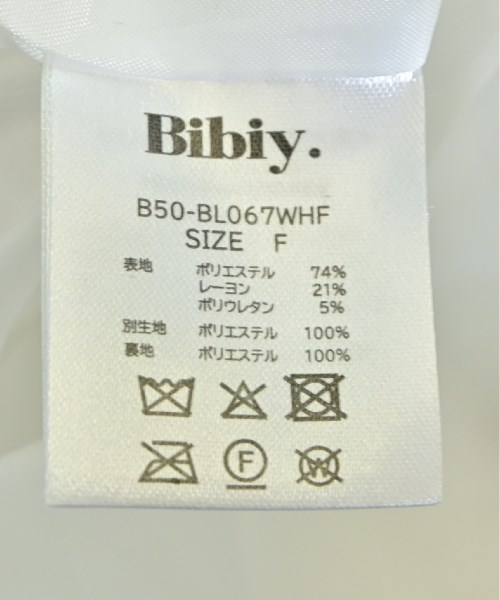 Bibiy.
B50-BL067WHF
SIZE F
表地 ポリエステル 74%
レーヨン 21%
ポリウレタン 5%
別生地 ポリエステル 100%
裏地 ポリエステル 100%
F
W